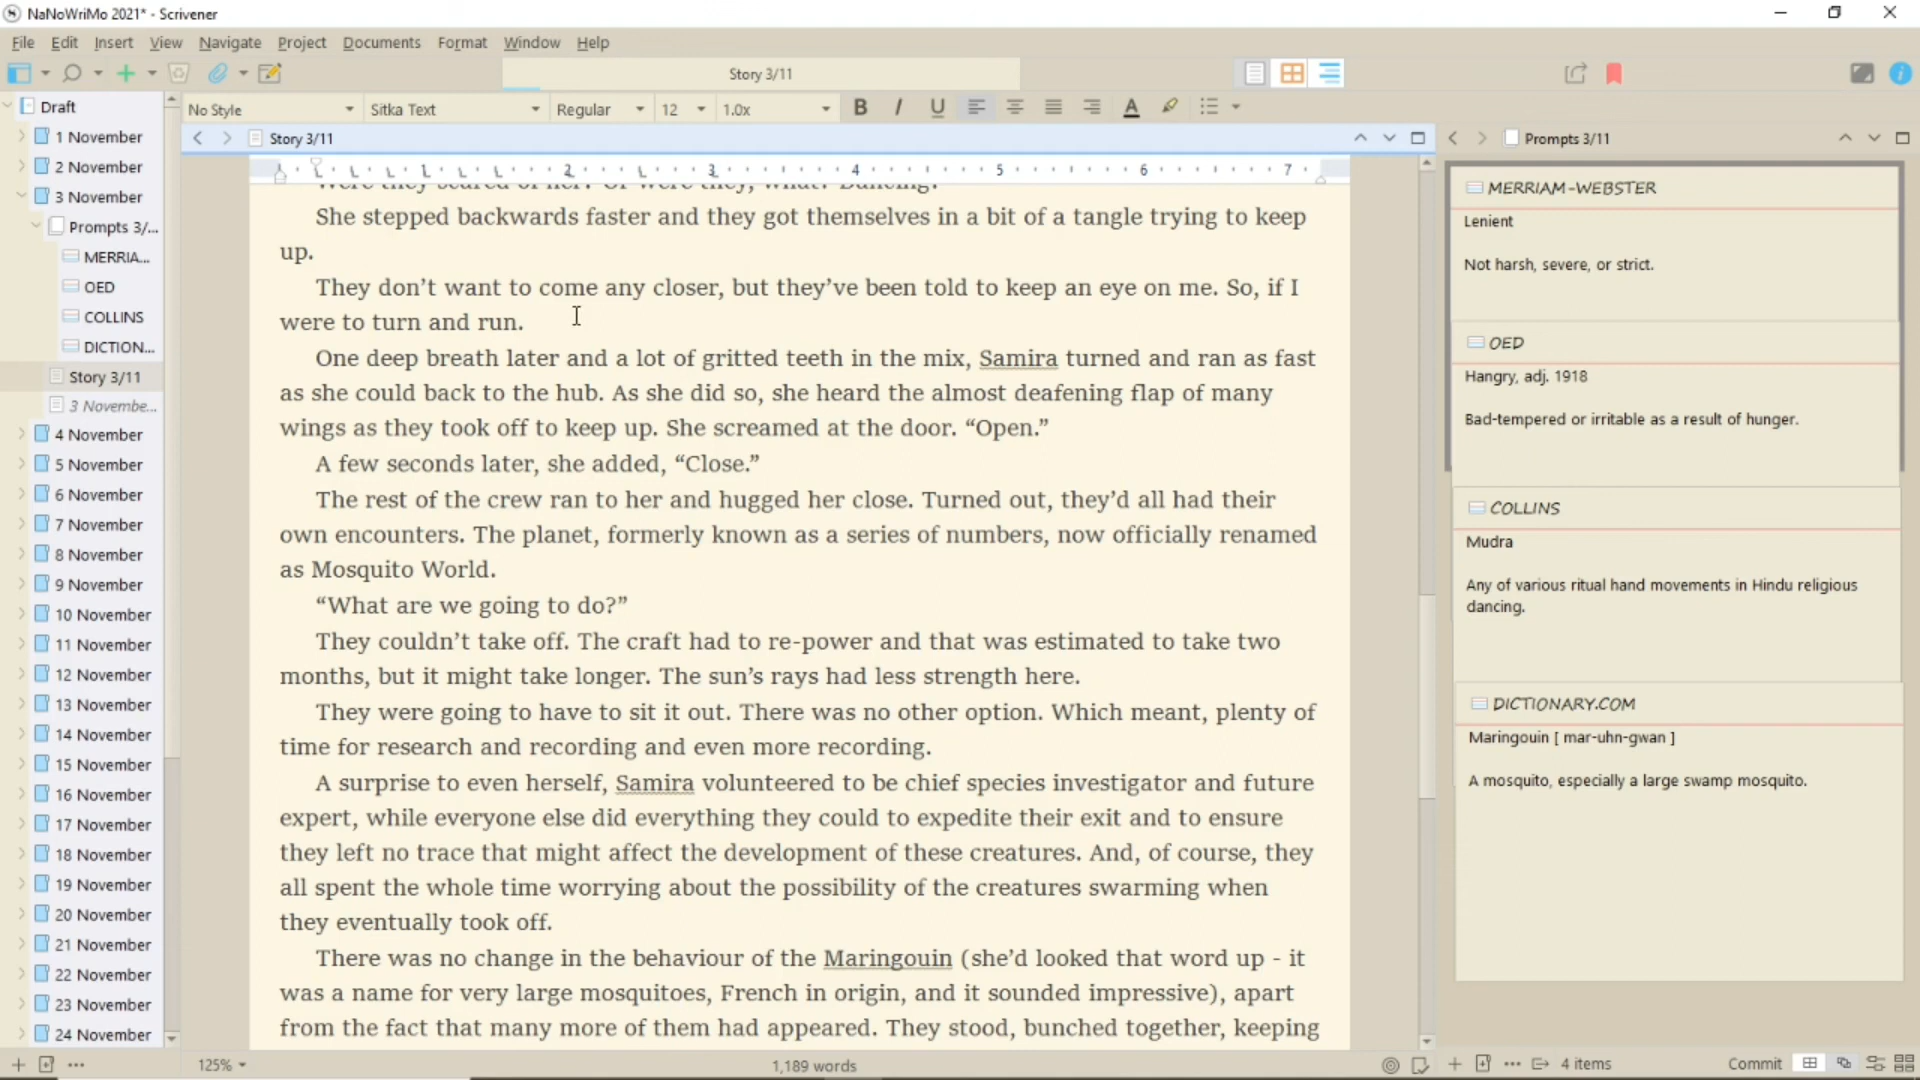 NaNoWriMo 2021* - Scrivener
File Edit Insert View Navigate Project Documents Format Window Help
Story 3/11
Draft
1 November
2 November
3 November
Prompts 3/...
MERRIA...
OED
COLLINS
DICTION...
Story 3/11
3 Novembe...
4 November
5 November
6 November
7 November
8 November
9 November
10 November
11 November
12 November
13 November
14 November
15 November
16 November
17 November
18 November
19 November
20 November
21 November
22 November
23 November
24 November
No Style Sitka Text Regular 12 1.0x B I U A
Story 3/11
1 2 3 4 5 6 7
Were they scared of her? Or were they, what? Dancing?
She stepped backwards faster and they got themselves in a bit of a tangle trying to keep
up.
They don’t want to come any closer, but they’ve been told to keep an eye on me. So, if I
were to turn and run.
One deep breath later and a lot of gritted teeth in the mix, Samira turned and ran as fast
as she could back to the hub. As she did so, she heard the almost deafening flap of many
wings as they took off to keep up. She screamed at the door. “Open.”
A few seconds later, she added, “Close.”
The rest of the crew ran to her and hugged her close. Turned out, they’d all had their
own encounters. The planet, formerly known as a series of numbers, now officially renamed
as Mosquito World.
“What are we going to do?”
They couldn’t take off. The craft had to re-power and that was estimated to take two
months, but it might take longer. The sun’s rays had less strength here.
They were going to have to sit it out. There was no other option. Which meant, plenty of
time for research and recording and even more recording.
A surprise to even herself, Samira volunteered to be chief species investigator and future
expert, while everyone else did everything they could to expedite their exit and to ensure
they left no trace that might affect the development of these creatures. And, of course, they
all spent the whole time worrying about the possibility of the creatures swarming when
they eventually took off.
There was no change in the behaviour of the Maringouin (she’d looked that word up - it
was a name for very large mosquitoes, French in origin, and it sounded impressive), apart
from the fact that many more of them had appeared. They stood, bunched together, keeping
125%
1,189 words
Prompts 3/11
MERRIAM-WEBSTER
Lenient
Not harsh, severe, or strict.
OED
Hangry, adj. 1918
Bad-tempered or irritable as a result of hunger.
COLLINS
Mudra
Any of various ritual hand movements in Hindu religious
dancing.
DICTIONARY.COM
Maringouin [ mar-uhn-gwan ]
A mosquito, especially a large swamp mosquito.
4 items
Commit